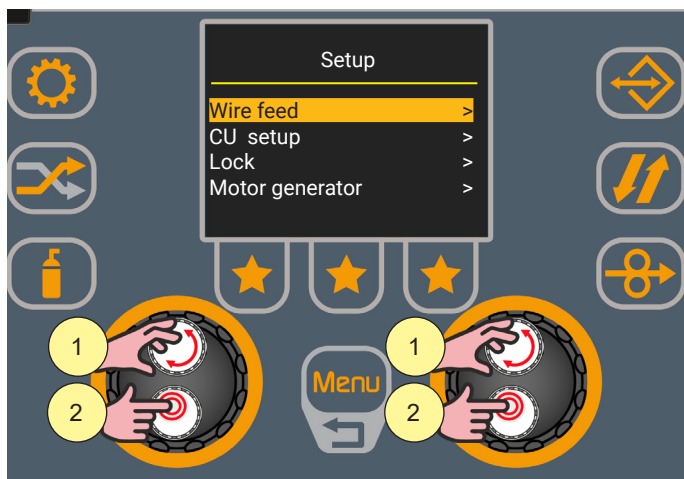 Setup
Wire feed >
CU setup >
Lock >
Motor generator >
1
1
Menu
2
2